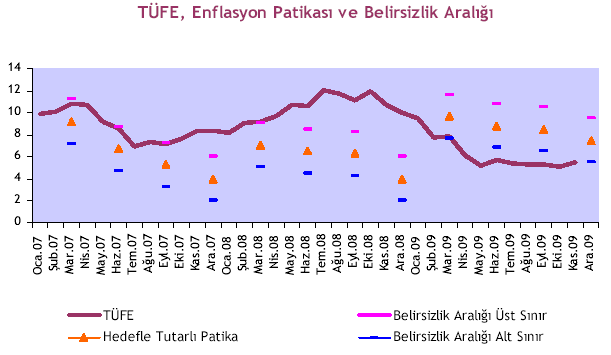 TÜFE, Enflasyon Patikası ve Belirsizlik Aralığı
14
12
10
8
6
4
2
0
Oca.07
Şub.07
Mar.07
Nis.07
May.07
Haz.07
Tem.07
Ağu.07
Eyl.07
Eki.07
Kas.07
Ara.07
Oca.08
Şub.08
Mar.08
Nis.08
May.08
Haz.08
Tem.08
Ağu.08
Eyl.08
Eki.08
Kas.08
Ara.08
Oca.09
Şub.09
Mar.09
Nis.09
May.09
Haz.09
Tem.09
Ağu.09
Eyl.09
Eki.09
Kas.09
Ara.09
TÜFE
Belirsizlik Aralığı Üst Sınır
Hedefle Tutarlı Patika
Belirsizlik Aralığı Alt Sınır